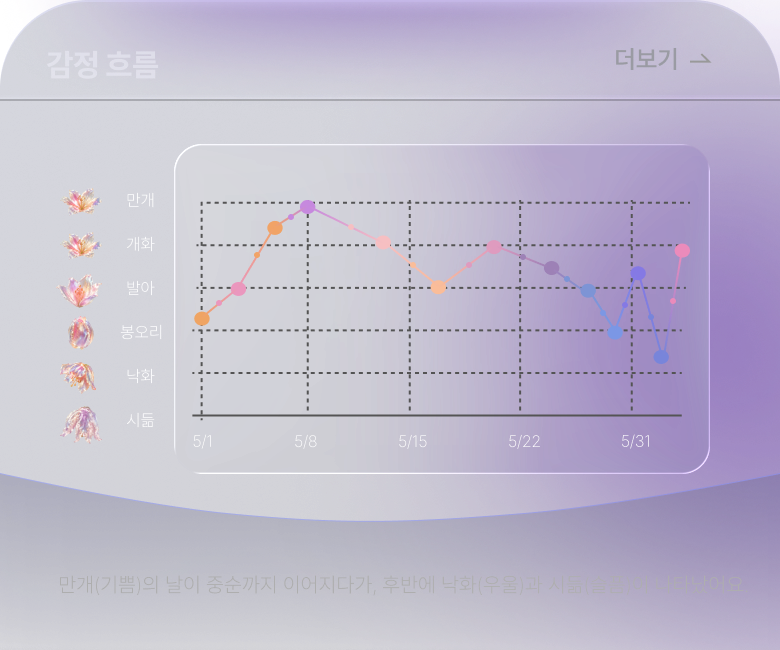 감정 흐름
더보기 →
만개
개화
발아
봉오리
낙화
시듦
5/1 5/8 5/15 5/22 5/31
만개(기쁨)의 날이 중순까지 이어지다가, 후반에 낙화(우울)과 시듦